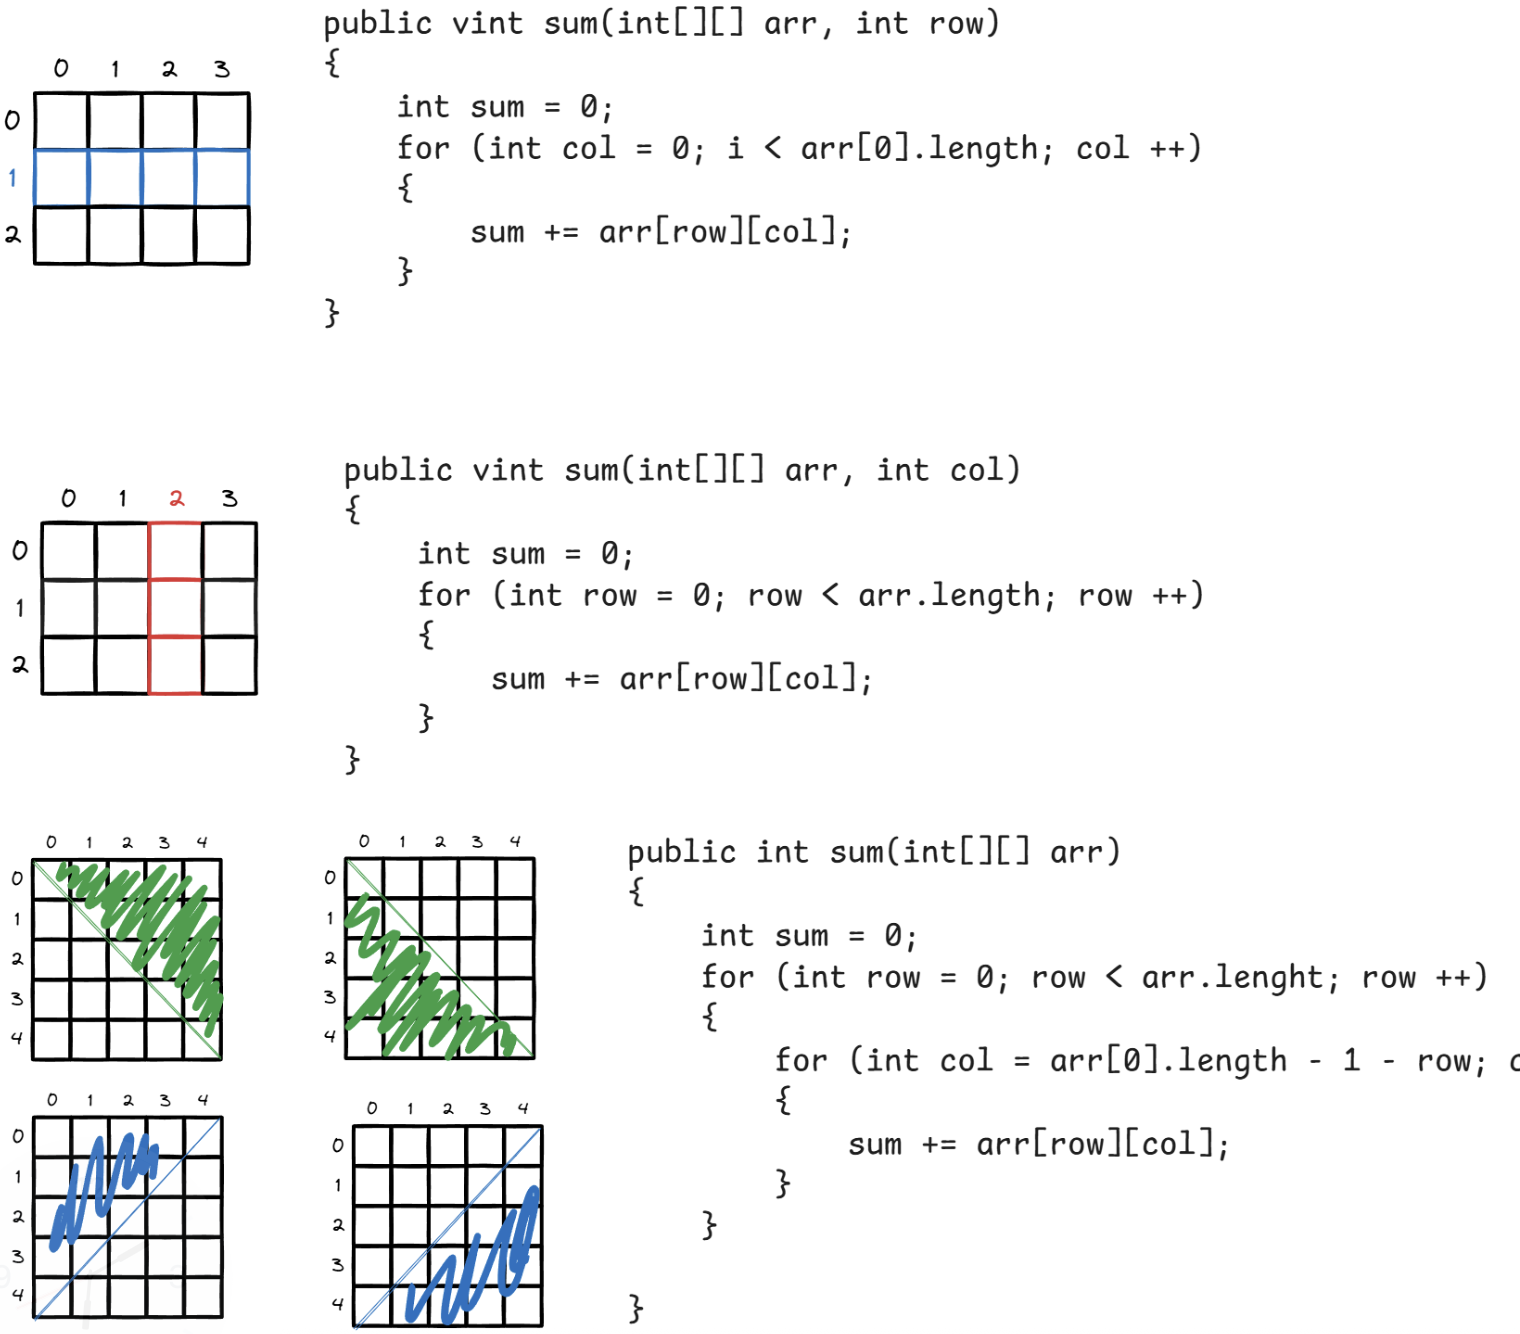 public vint sum(int[][] arr, int row)
{
int sum = 0;
for (int col = 0; i < arr[0].length; col ++)
{
sum += arr[row][col];
}
}
0 1 2 3
0
1
2
public vint sum(int[][] arr, int col)
{
int sum = 0;
for (int row = 0; row < arr.length; row ++)
{
sum += arr[row][col];
}
}
0 1 2 3
0
1
2
0 1 2 3 4
0
1
2
3
4
0 1 2 3 4
0
1
2
3
4
public int sum(int[][] arr)
{
int sum = 0;
for (int row = 0; row < arr.lenght; row ++)
{
for (int col = arr[0].length - 1 - row;
{
sum += arr[row][col];
}
}
}
0 1 2 3 4
0
1
2
3
4
0 1 2 3 4
0
1
2
3
4